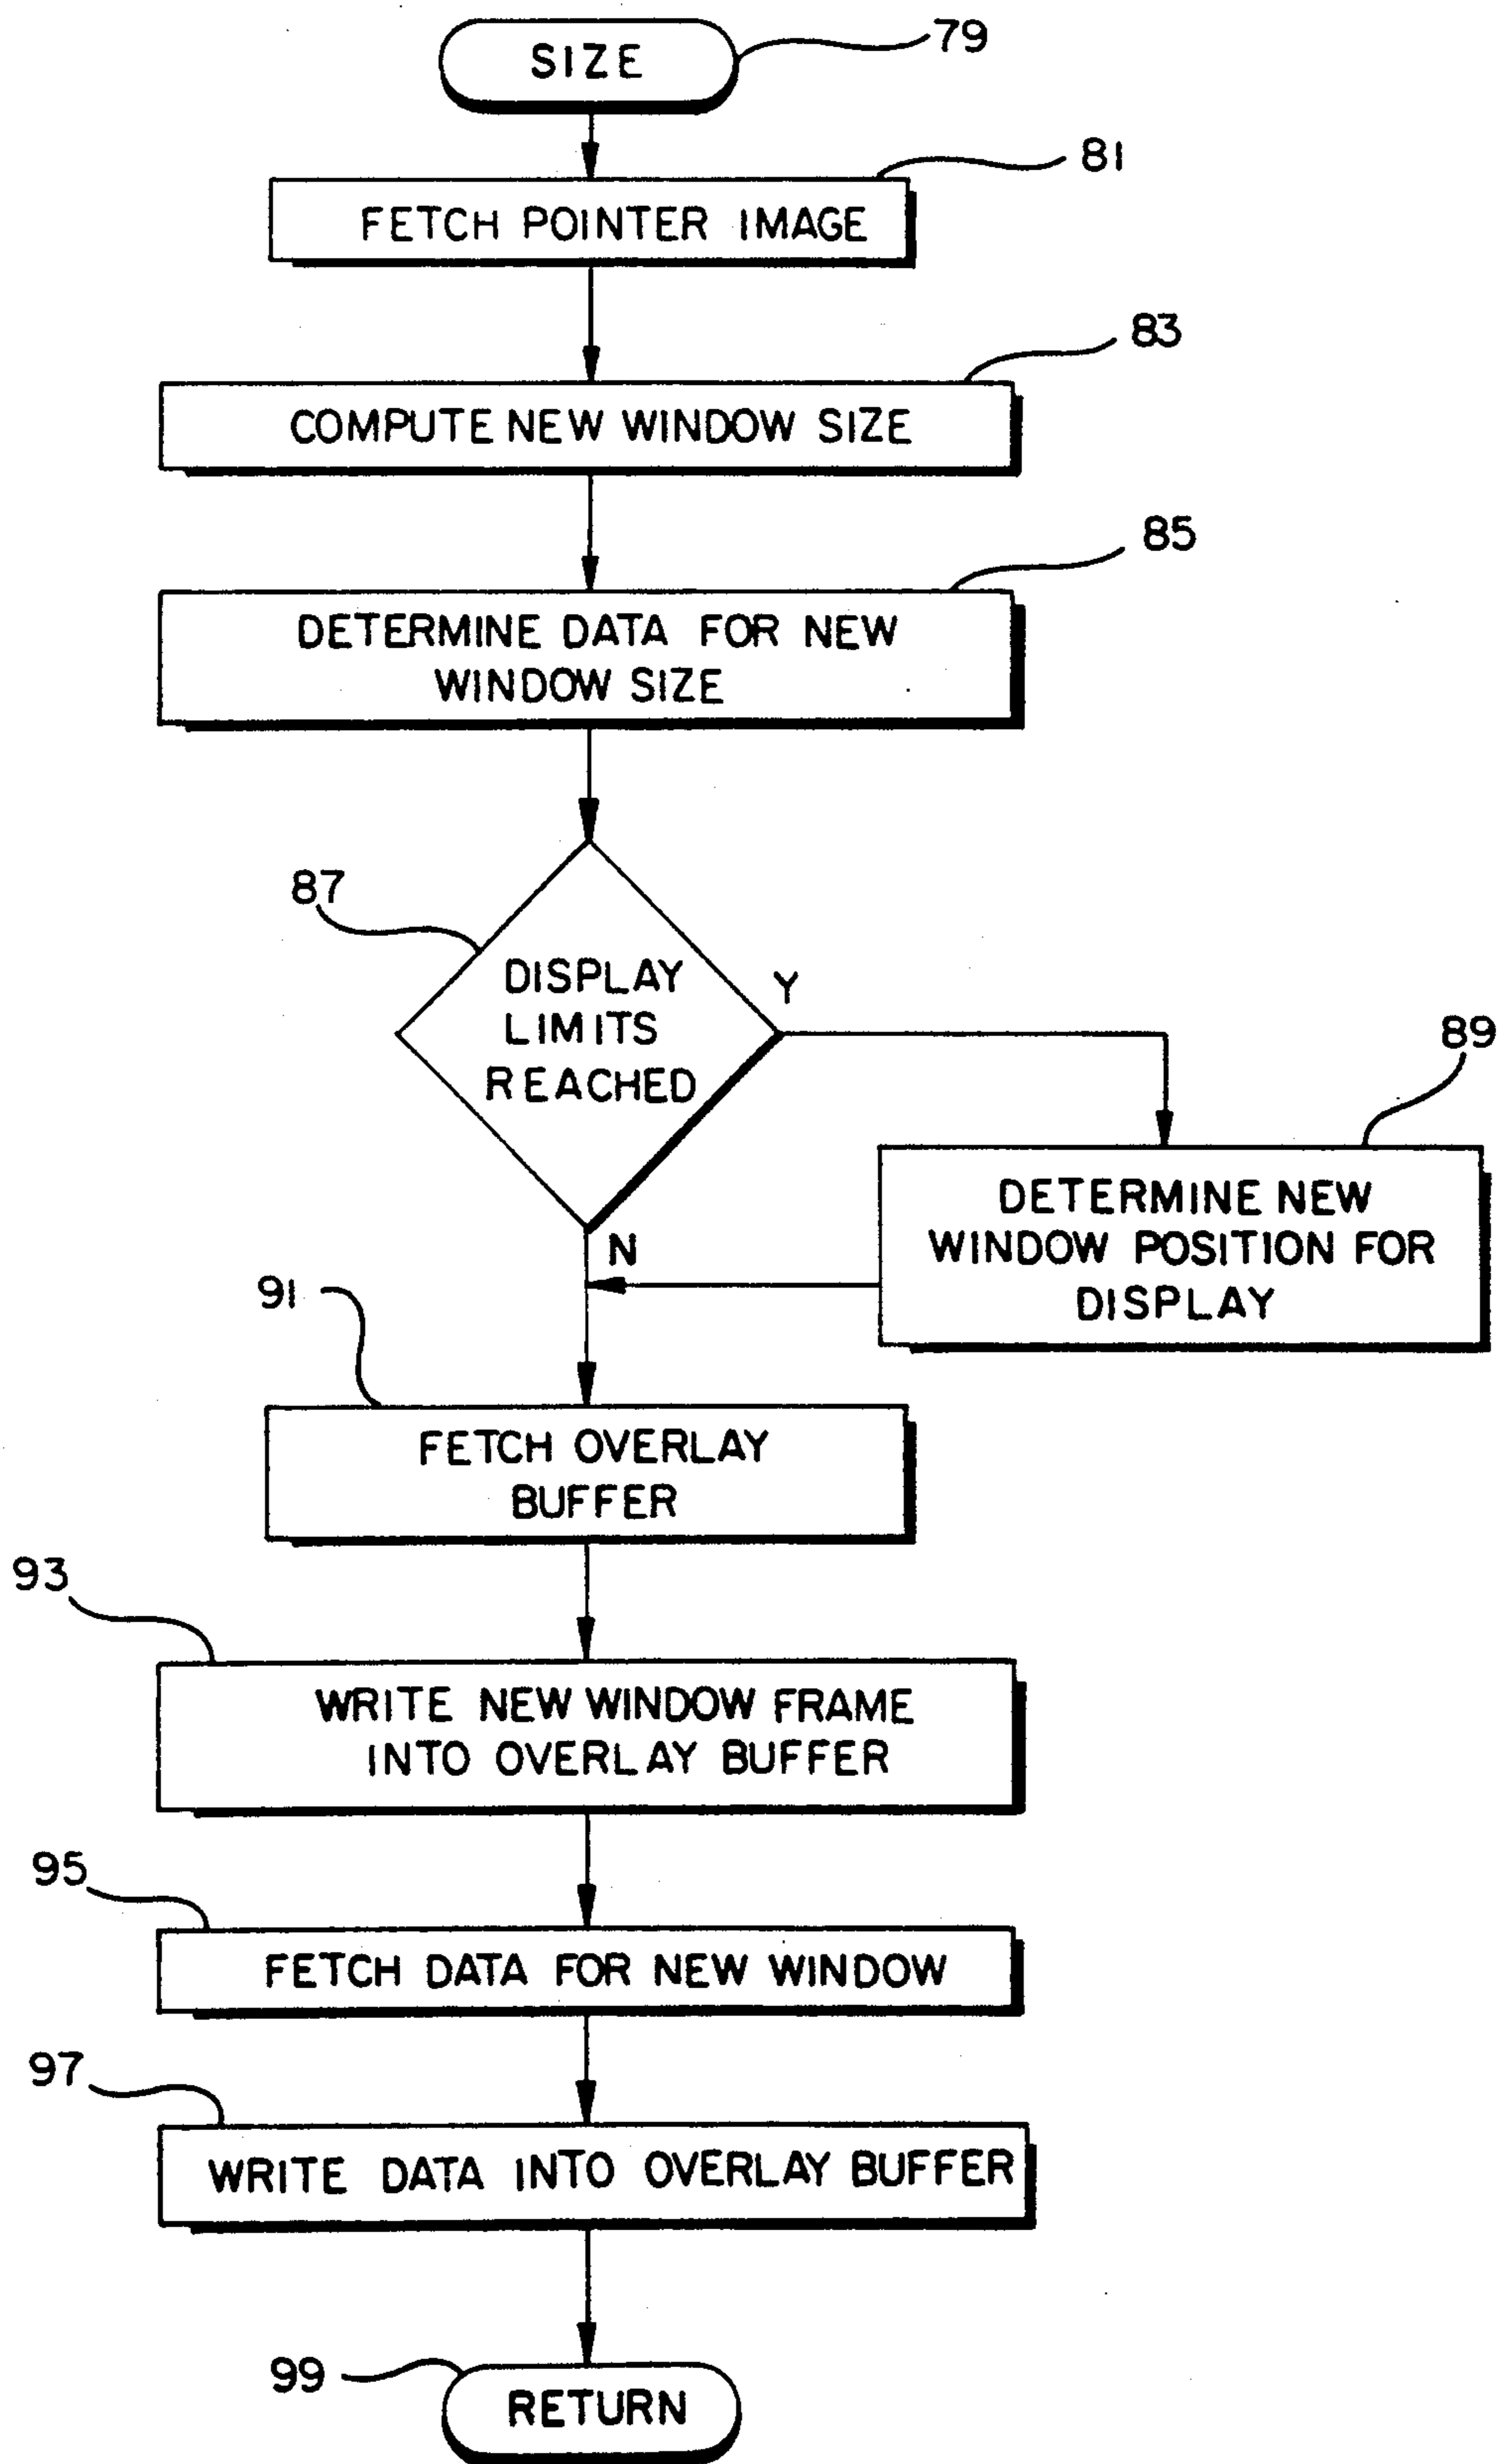 SIZE
79
81
FETCH POINTER IMAGE
83
COMPUTE NEW WINDOW SIZE
85
DETERMINE DATA FOR NEW
WINDOW SIZE
87
DISPLAY
LIMITS
REACHED
Y
89
DETERMINE NEW
WINDOW POSITION FOR
DISPLAY
N
91
FETCH OVERLAY
BUFFER
93
WRITE NEW WINDOW FRAME
INTO OVERLAY BUFFER
95
FETCH DATA FOR NEW WINDOW
97
WRITE DATA INTO OVERLAY BUFFER
99
RETURN